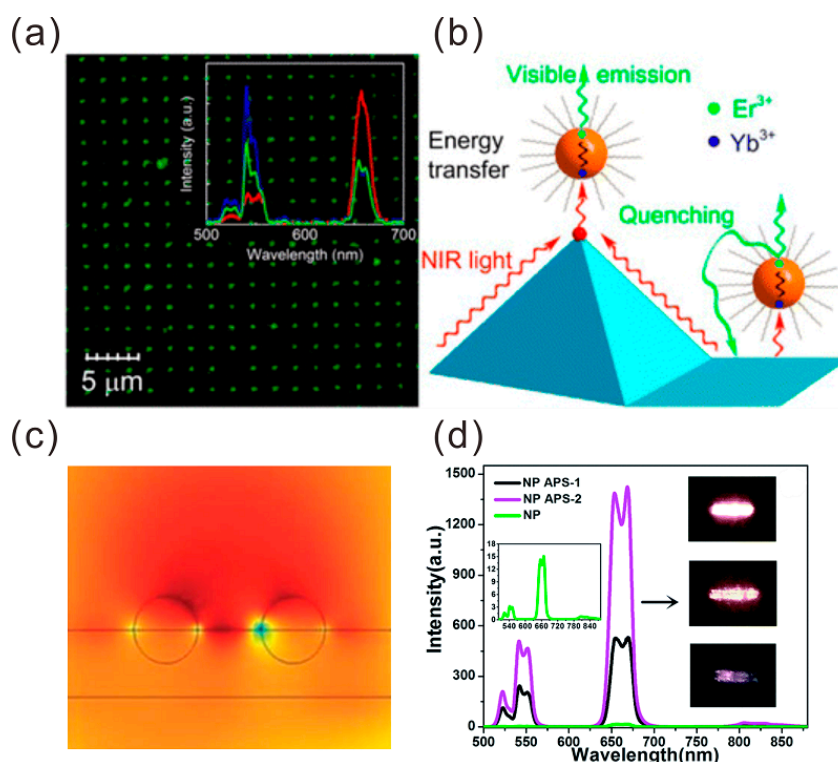 (a)
Intensity (a.u.)
500 600 700
Wavelength (nm)
5 μm
(b)
Visible emission
Er³⁺
Yb³⁺
Energy
transfer
Quenching
NIR light
(c)
(d)
Intensity(a.u.)
1500
1200
900
600
300
0
NP APS-1
NP APS-2
NP
18
15
12
9
6
3
0
540 600 660 720 780 840
500 550 600 650 700 750 800 850
Wavelength(nm)